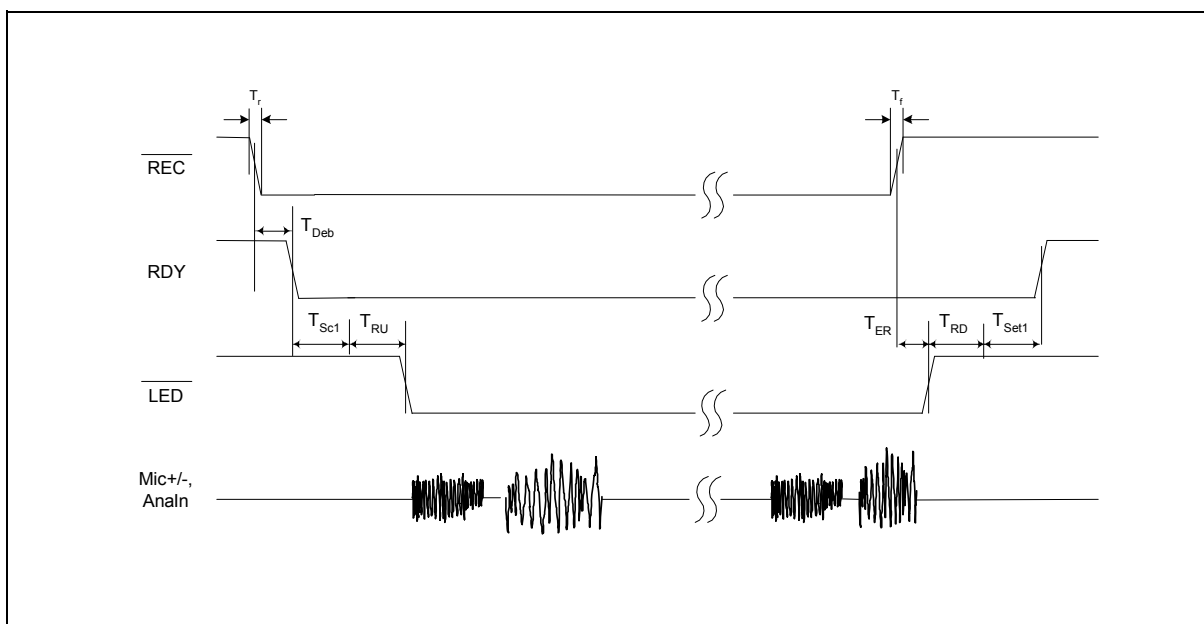 Tr
Tf
REC
TDeb
RDY
TSc1 TRU
TER TRD TSet1
LED
Mic+/-,
AnaIn